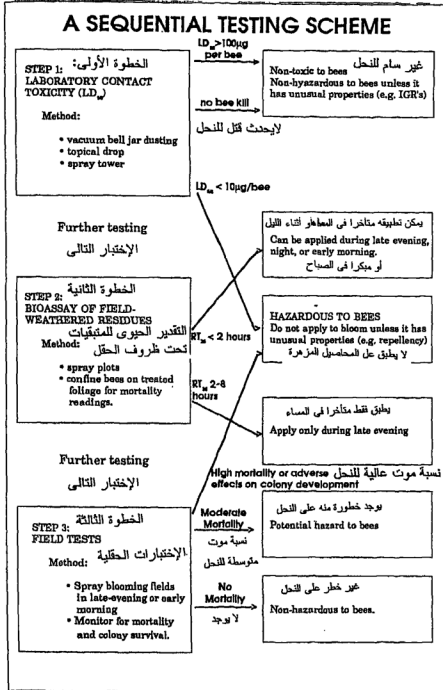 A SEQUENTIAL TESTING SCHEME
الخطوة الأولى:
STEP 1:
LABORATORY CONTACT
TOXICITY (LD50)
Method:
• vacuum bell jar dusting
• topical drop
• spray tower
LD50>100µg
per bee
no bee kill
لايحدث قتل للنحل
LD50 < 10µg/bee
غير سام للنحل
Non-toxic to bees
Non-hyazardous to bees unless it
has unusual properties (e.g. IGR's)
Further testing
الإختبار التالى
يمكن تطبيقه متأخرا فى أثناء الليل
Can be applied during late evening,
night, or early morning.
أو مبكرا فى الصباح
الخطوة الثانية
STEP 2:
BIOASSAY OF FIELD-
WEATHERED RESIDUES
التقدير الحيوى للمتبقيات
Method:
تحت ظروف الحقل
• spray plots
• confine bees on treated
foliage for mortality
readings.
RT50 < 2 hours
RT50 2-8
hours
HAZARDOUS TO BEES
Do not apply to bloom unless it has
unusual properties (e.g. repellency)
لا يطبق عل المحاصيل المزهرة
يطبق فقط متأخرا فى المساء
Apply only during late evening
Further testing
الإختبار التالى
High mortality or adverse
effects on colony development
نسبة موت عالية للنحل
الخطوة الثالثة
STEP 3:
FIELD TESTS
الإختبارات الحقلية
Method:
• Spray blooming fields
in late-evening or early
morning
• Monitor for mortality
and colony survival.
Moderate
Mortality
نسبة موت
متوسطة للنحل
يوجد خطورة منه على النحل
Potential hazard to bees
No
Mortality
لا يوجد
غير خطر على النحل
Non-hazardous to bees.